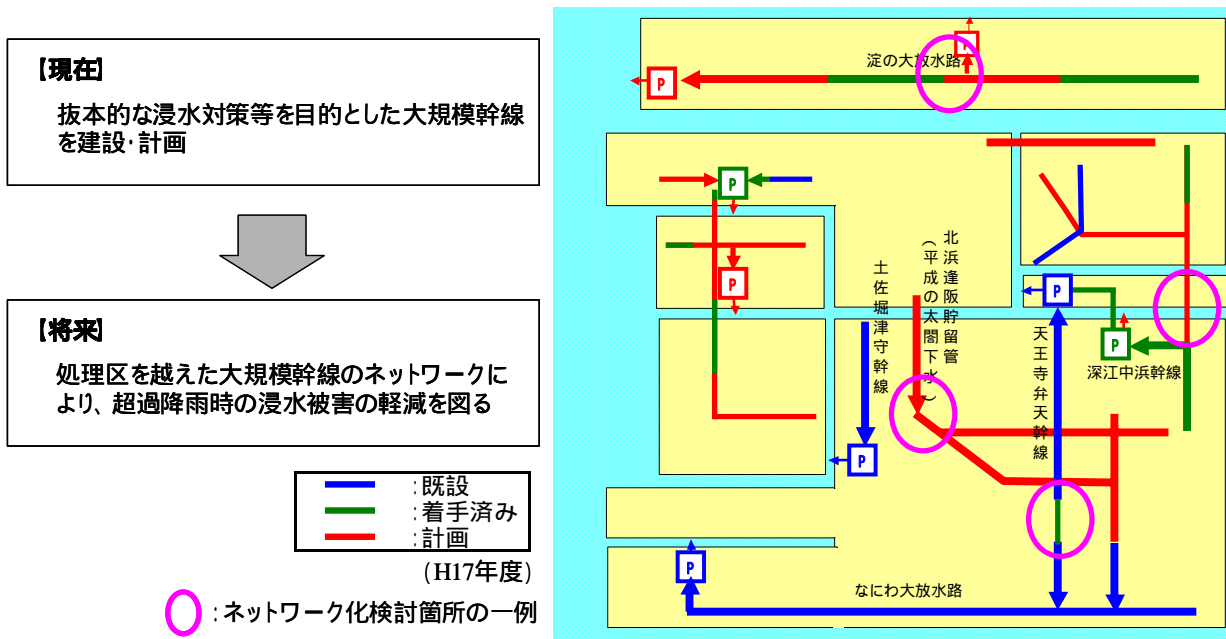 【現在】
抜本的な浸水対策等を目的とした大規模幹線
を建設・計画
【将来】
処理区を越えた大規模幹線のネットワークに
より、超過降雨時の浸水被害の軽減を図る
:既設
:着手済み
:計画
(H17年度)
:ネットワーク化検討箇所の一例
淀の大放水路
P
P
P
P
土佐堀津守幹線
北浜逢阪貯留管
(平成の太閤下水)
天王寺弁天幹線
P
P
深江中浜幹線
P
P
なにわ大放水路